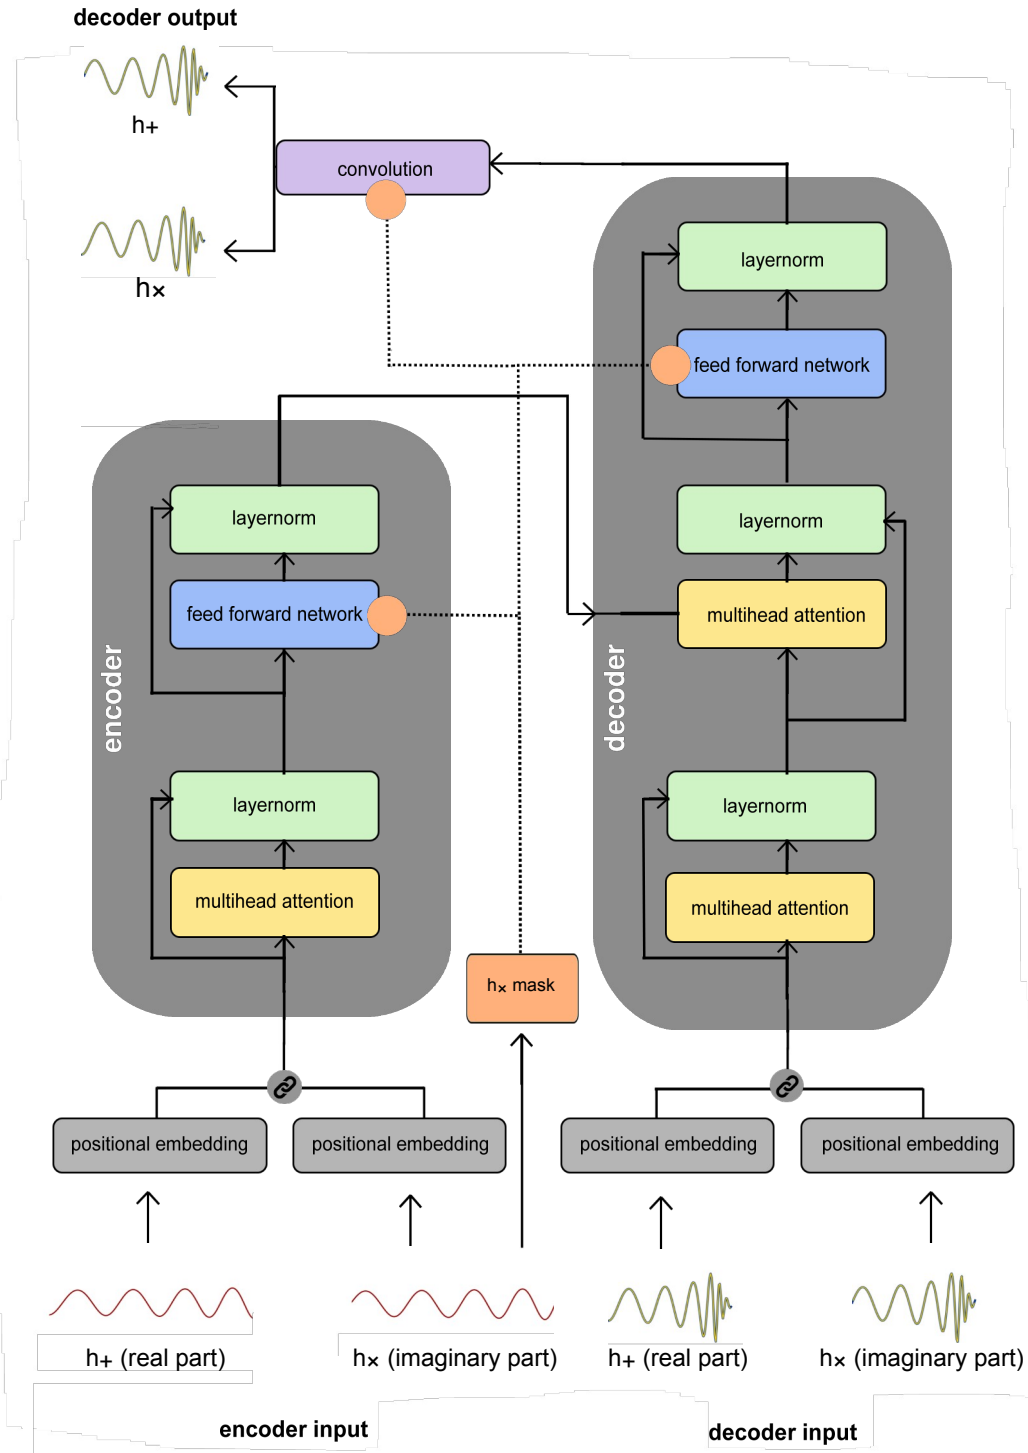 decoder output
h+
convolution
h×
layernorm
feed forward network
layernorm
layernorm
feed forward network
multihead attention
encoder
decoder
layernorm
layernorm
multihead attention
multihead attention
h× mask
positional embedding
positional embedding
positional embedding
positional embedding
h+ (real part)
h× (imaginary part)
h+ (real part)
h× (imaginary part)
encoder input
decoder input